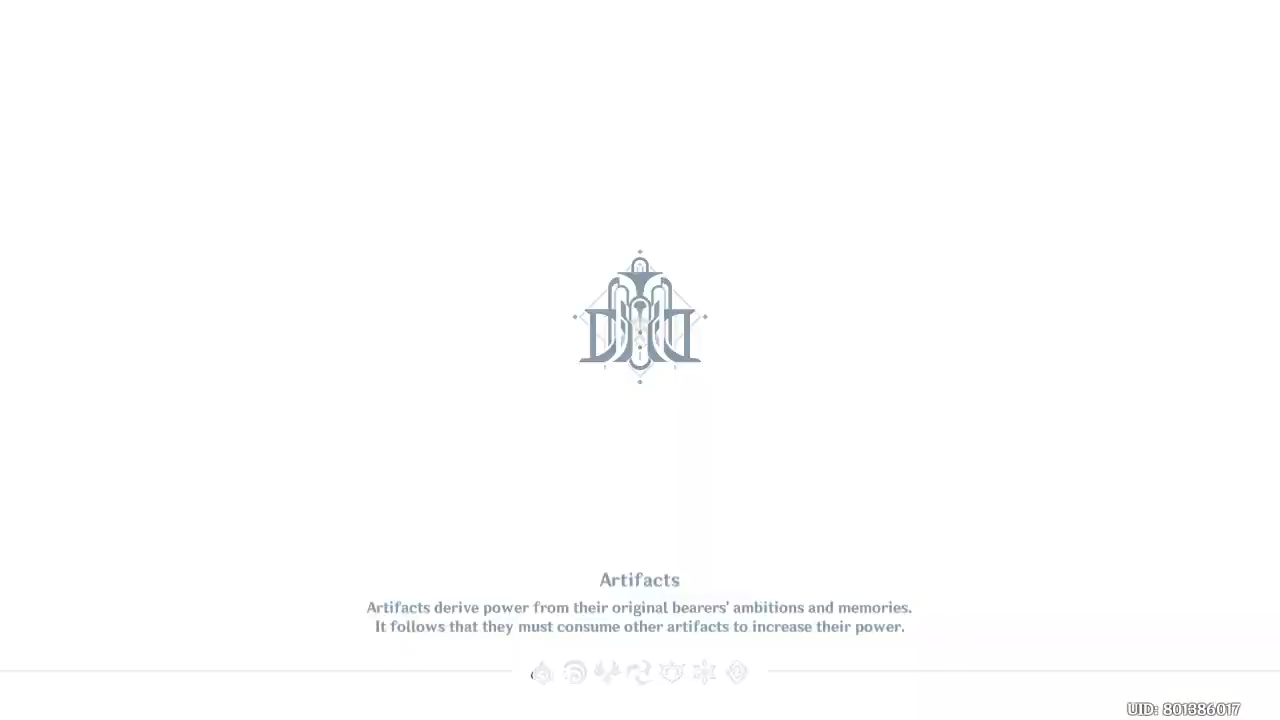 Artifacts
Artifacts derive power from their original bearers' ambitions and memories.
It follows that they must consume other artifacts to increase their power.
UID: 801386017